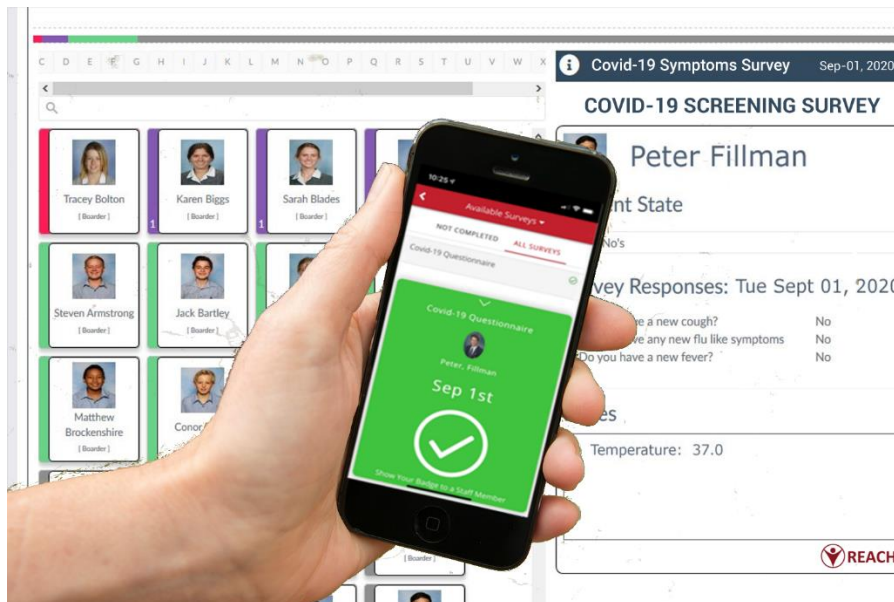 C D E F G H I J K L M N O P Q R S T U V W X
Tracey Bolton
[ Boarder ]
1
Karen Biggs
[ Boarder ]
1
Sarah Blades
[ Boarder ]
Steven Armstrong
[ Boarder ]
Jack Bartley
[ Boarder ]
Matthew
Brockenshire
[ Boarder ]
Conor
[ Boarder ]
10:25
Available Surveys
NOT COMPLETED ALL SURVEYS
Covid-19 Questionnaire
Covid-19 Questionnaire
Peter, Fillman
Sep 1st
Show Your Badge to a Staff Member
Covid-19 Symptoms Survey Sep-01, 2020
COVID-19 SCREENING SURVEY
Peter Fillman
nt State
No's
vey Responses: Tue Sept 01, 2020
e a new cough? No
e any new flu like symptoms No
Do you have a new fever? No
es
Temperature: 37.0
REACH